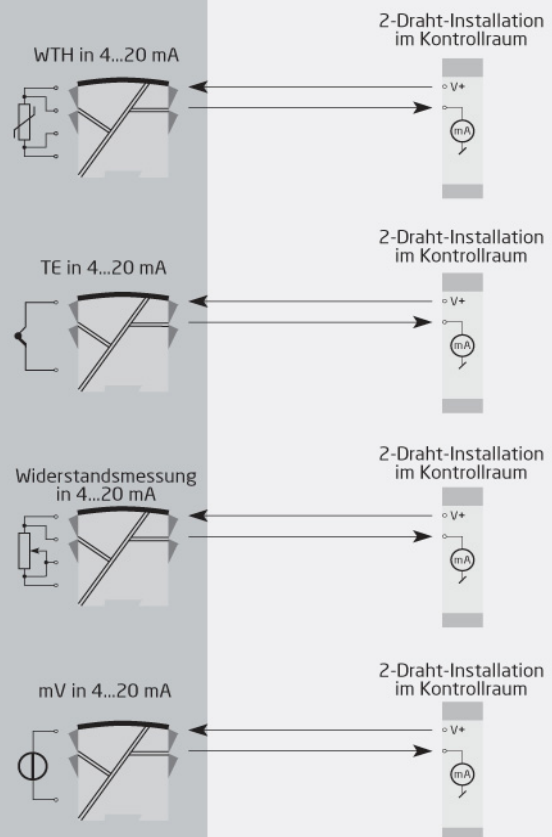 2-Draht-Installation
im Kontrollraum
WTH in 4...20 mA
V+
mA
2-Draht-Installation
im Kontrollraum
TE in 4...20 mA
V+
mA
2-Draht-Installation
im Kontrollraum
Widerstandsmessung
in 4...20 mA
V+
mA
2-Draht-Installation
im Kontrollraum
mV in 4...20 mA
V+
mA